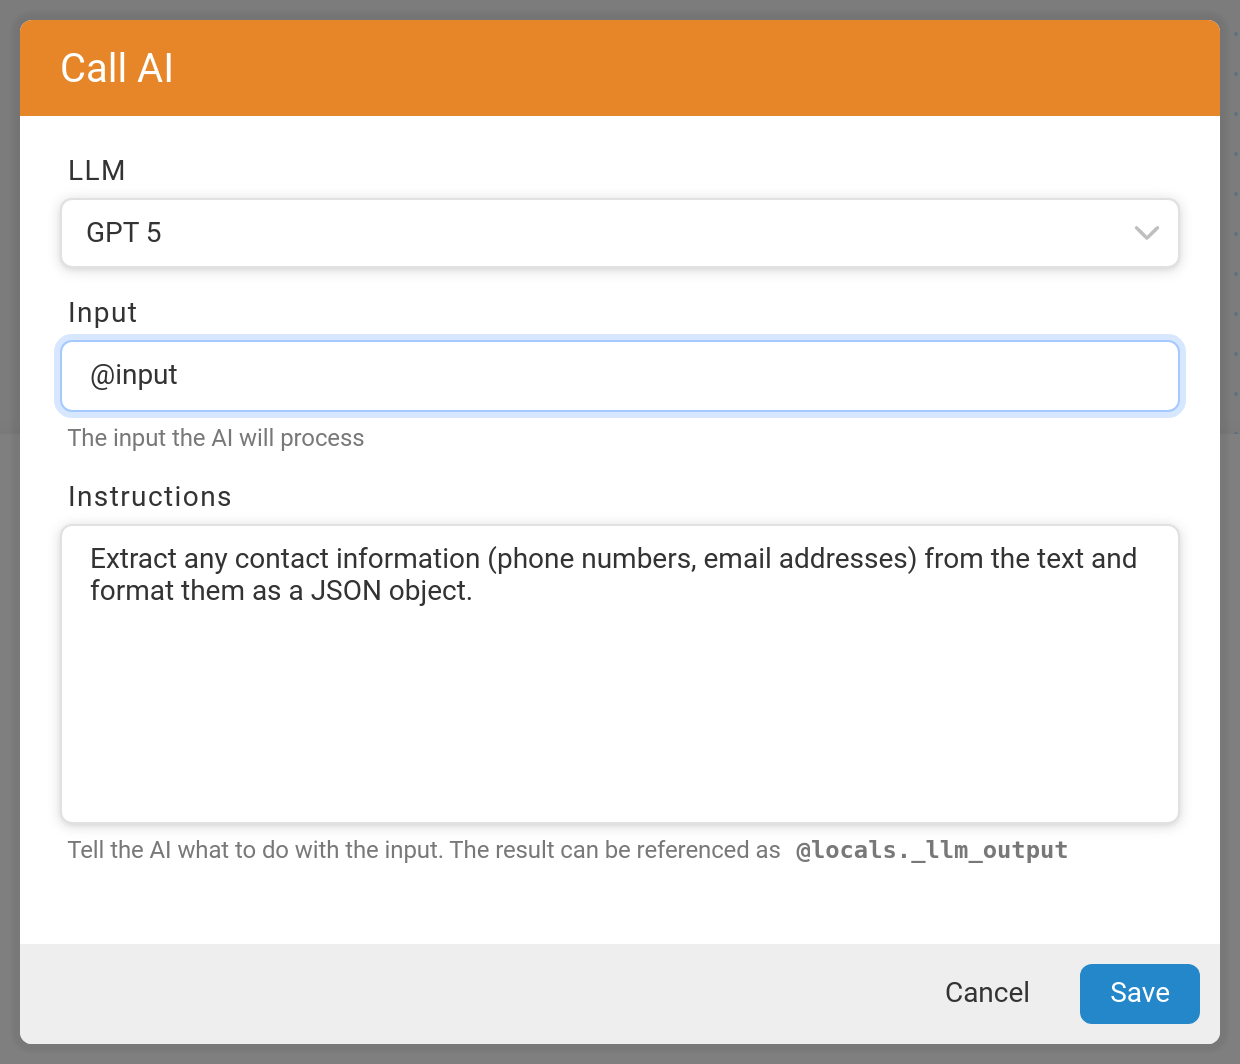 Call AI
LLM
GPT 5
Input
@input
The input the AI will process
Instructions
Extract any contact information (phone numbers, email addresses) from the text and
format them as a JSON object.
Tell the AI what to do with the input. The result can be referenced as @locals._llm_output
Cancel
Save